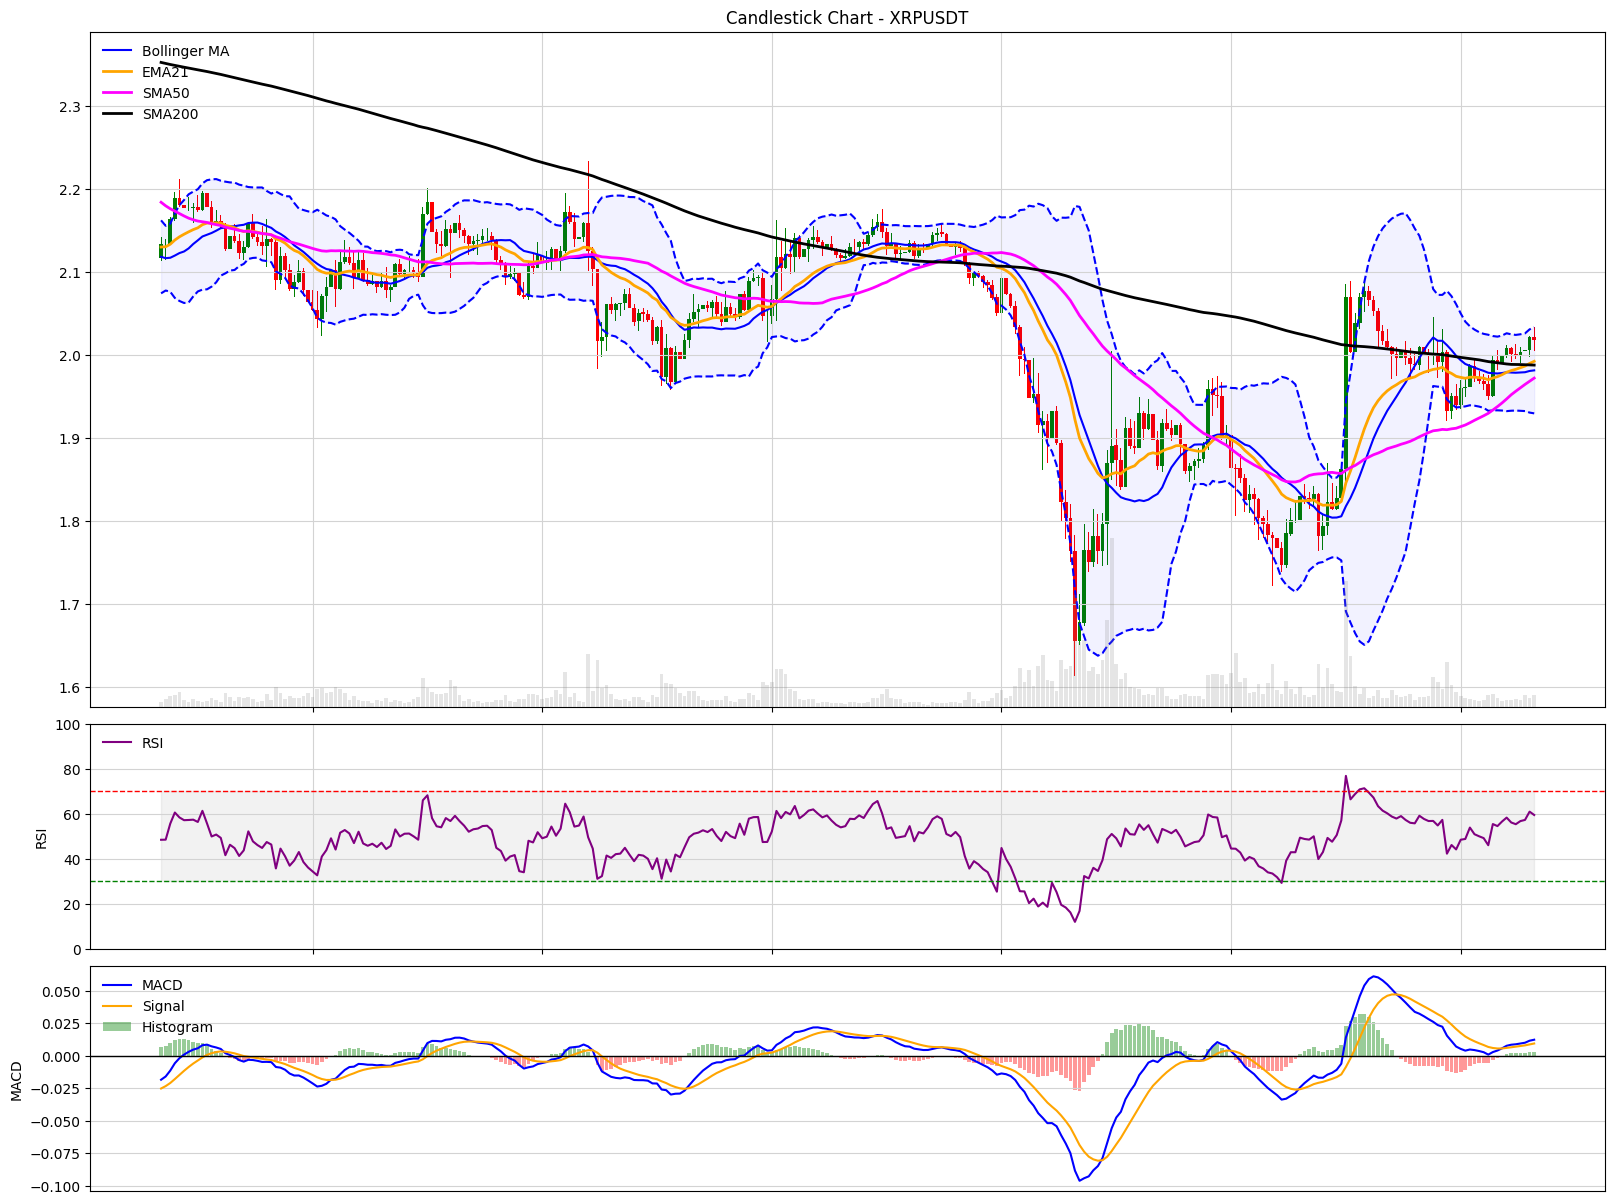 Candlestick Chart - XRPUSDT
Bollinger MA
EMA21
SMA50
SMA200
2.3
2.2
2.1
2.0
1.9
1.8
1.7
1.6
RSI
100
80
60
40
20
0
RSI
MACD
Signal
Histogram
0.050
0.025
0.000
−0.025
−0.050
−0.075
−0.100
MACD